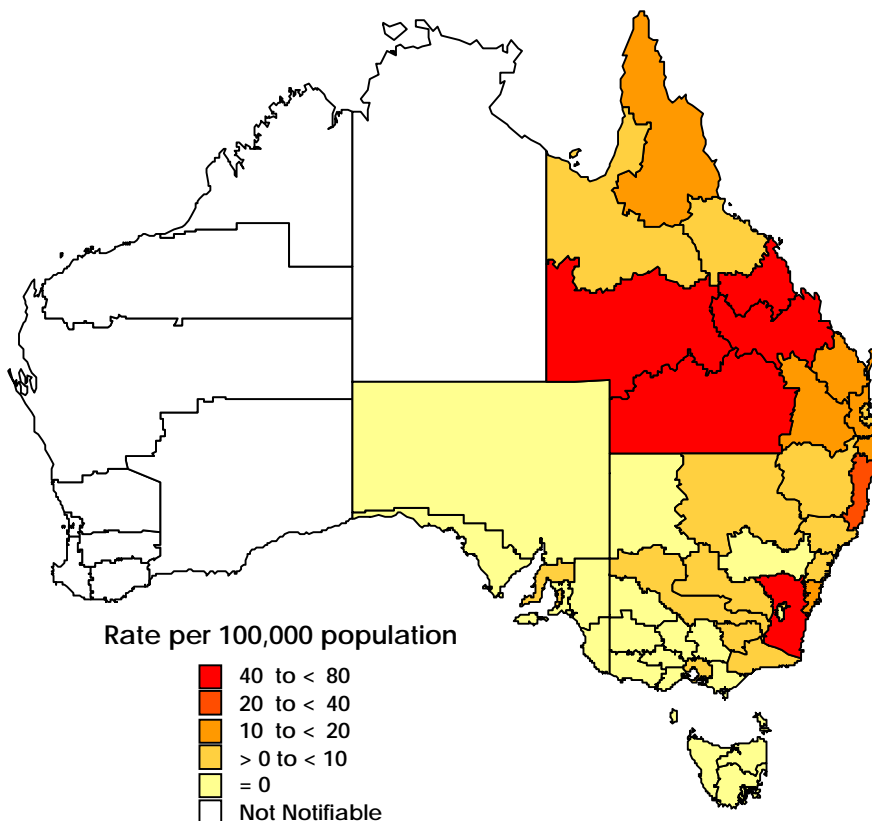 Rate per 100,000 population
40 to < 80
20 to < 40
10 to < 20
> 0 to < 10
= 0
Not Notifiable